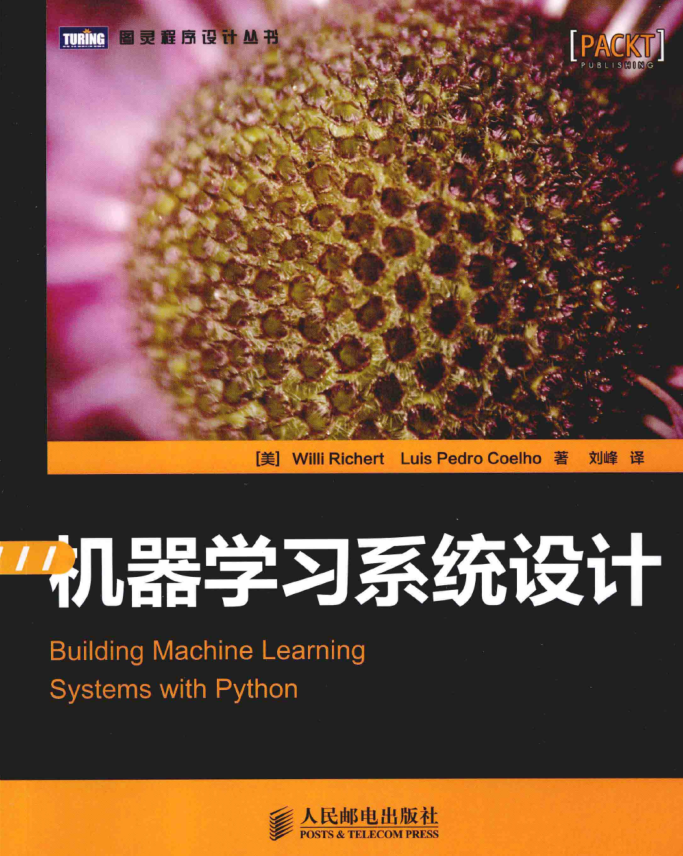 TURING 图灵程序设计丛书
[PACKT]
PUBLISHING
[美] Willi Richert Luis Pedro Coelho 著 刘峰 译
机器学习系统设计
Building Machine Learning
Systems with Python
人民邮电出版社
POSTS & TELECOM PRESS